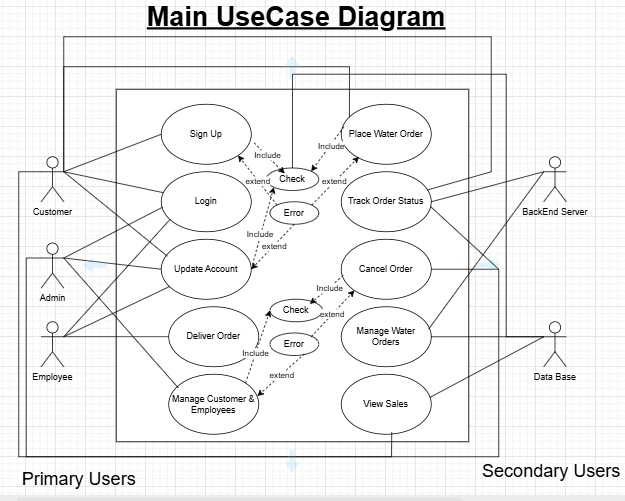 Main UseCase Diagram
Sign Up
Place Water Order
Include
Include
Check
extend
extend
Customer
Login
Error
Track Order Status
BackEnd Server
Include
extend
Update Account
Cancel Order
Admin
Include
Check
extend
Deliver Order
Error
Manage Water
Orders
Include
Employee
extend
Data Base
Manage Customer &
Employees
View Sales
Primary Users
Secondary Users